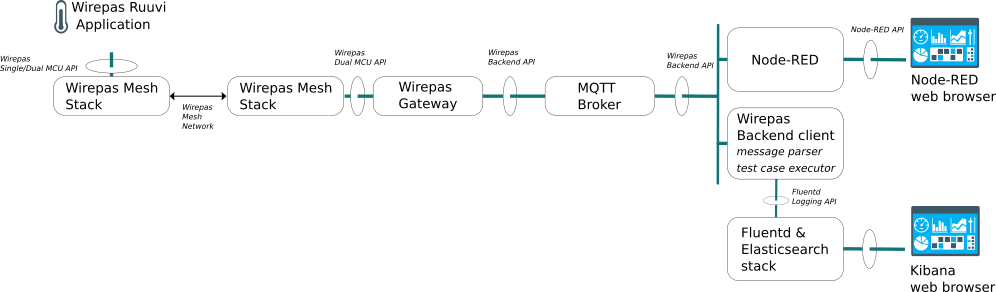 Wirepas Ruuvi
Application
Wirepas
Single/Dual MCU API
Wirepas Mesh
Stack
Wirepas
Mesh
Network
Wirepas Mesh
Stack
Wirepas
Dual MCU API
Wirepas
Gateway
Wirepas
Backend API
MQTT
Broker
Wirepas
Backend API
Node-RED
Node-RED API
Node-RED
web browser
Wirepas
Backend client
message parser
test case executor
Fluentd
Logging API
Fluentd &
Elasticsearch
stack
Kibana
web browser